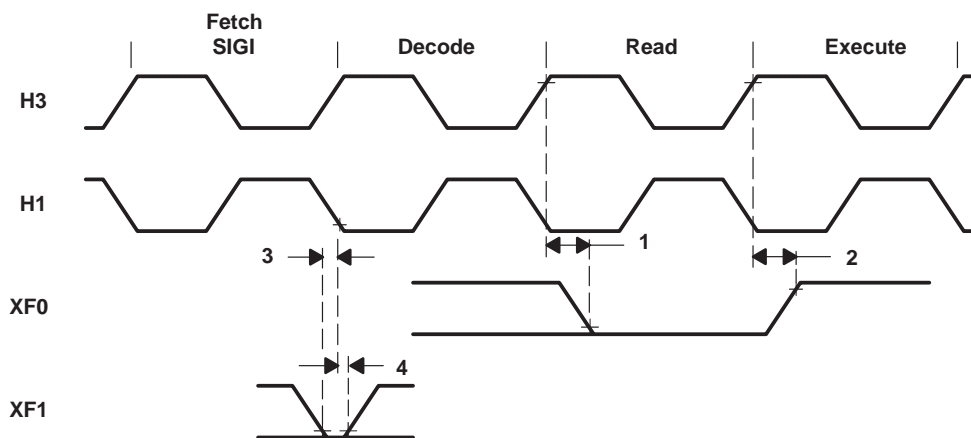 Fetch
SIGI
Decode
Read
Execute
H3
H1
3
1
2
XF0
4
XF1